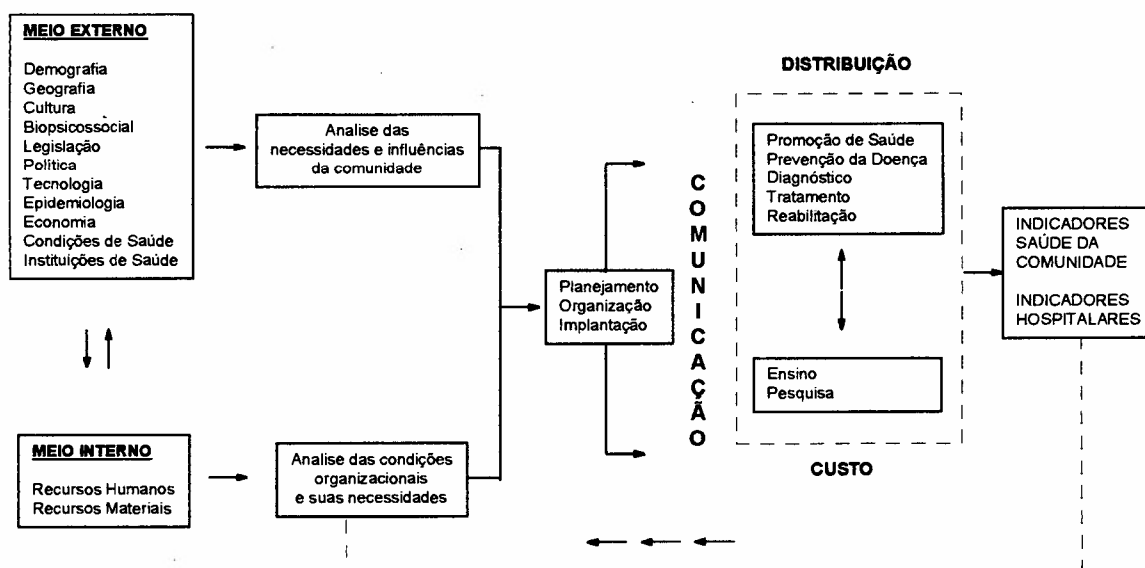 MEIO EXTERNO
Demografia
Geografia
Cultura
Biopsicossocial
Legislação
Política
Tecnologia
Epidemiologia
Economia
Condições de Saúde
Instituições de Saúde
Analise das
necessidades e influências
da comunidade
MEIO INTERNO
Recursos Humanos
Recursos Materiais
Analise das condições
organizacionais
e suas necessidades
Planejamento
Organização
Implantação
COMUNICAÇÃO
DISTRIBUIÇÃO
Promoção de Saúde
Prevenção da Doença
Diagnóstico
Tratamento
Reabilitação
Ensino
Pesquisa
CUSTO
INDICADORES
SAÚDE DA
COMUNIDADE
INDICADORES
HOSPITALARES